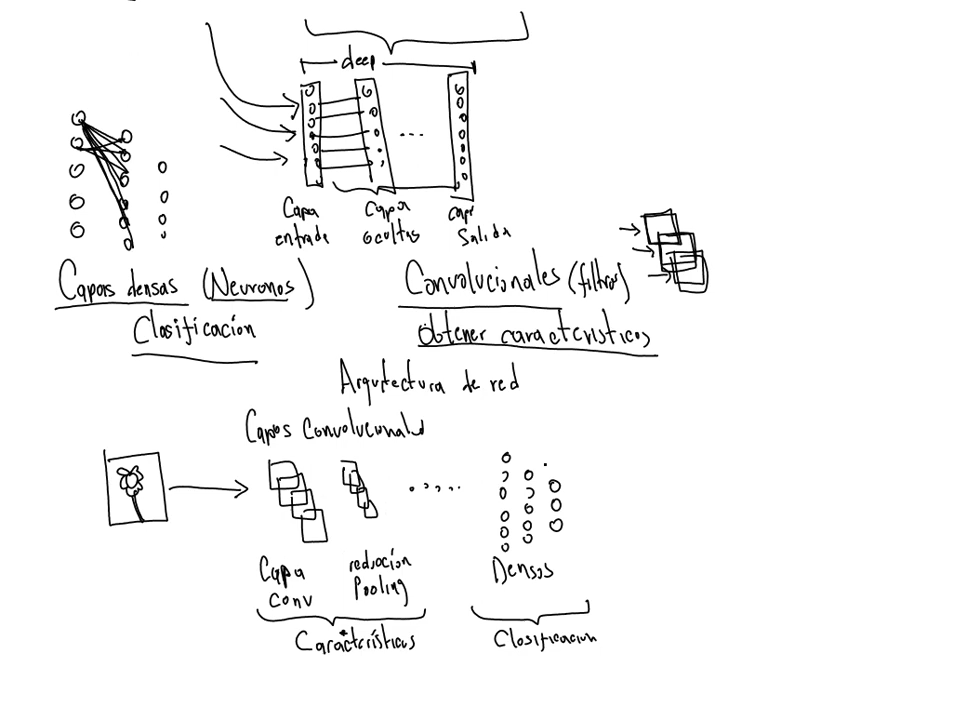 deep
Capa
entrada
Capa
ocultas
capa
Salida
Capas densas (Neuronas)
Clasificación
Convolucionales (filtros)
obtener características
Arquitectura de red
Capas Convolucional
Capa
conv
reducción
Pooling
Densas
Características
Clasificacion